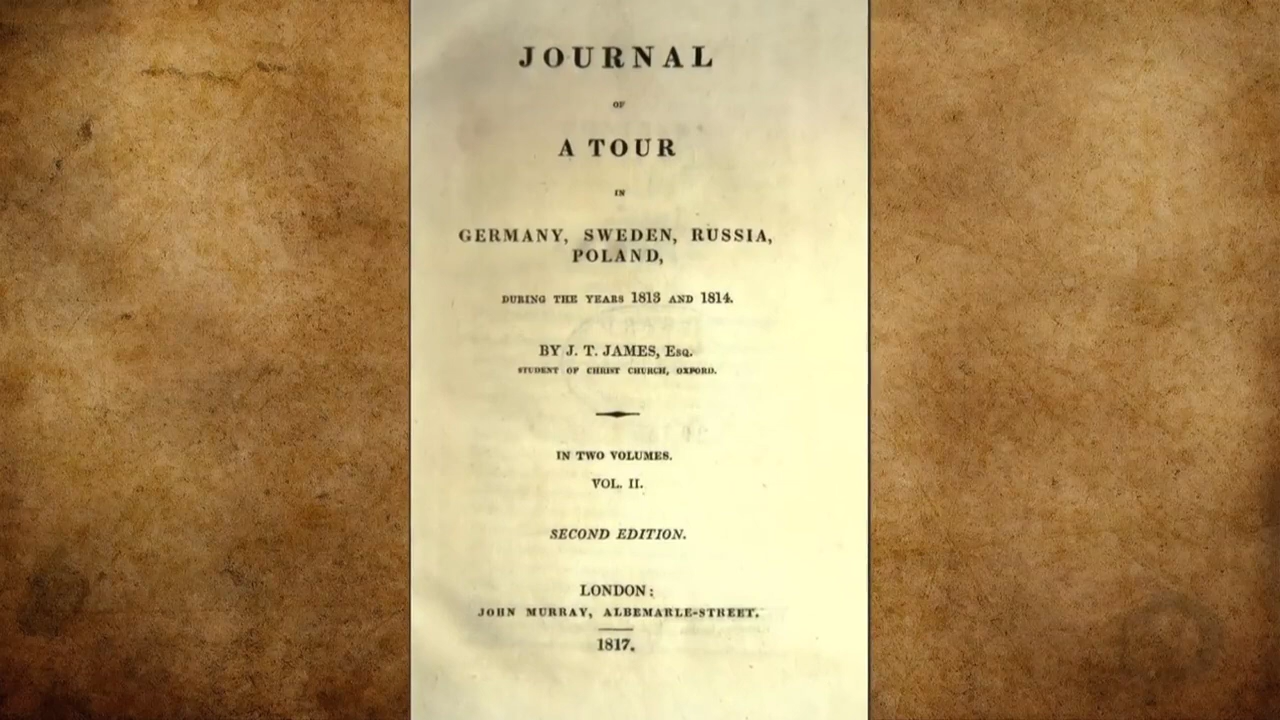 JOURNAL
OF
A TOUR
IN
GERMANY, SWEDEN, RUSSIA,
POLAND,
DURING THE YEARS 1813 AND 1814.
BY J. T. JAMES, Esq.
STUDENT OF CHRIST CHURCH, OXFORD.
IN TWO VOLUMES.
VOL. II.
SECOND EDITION.
LONDON:
JOHN MURRAY, ALBEMARLE-STREET.
1817.